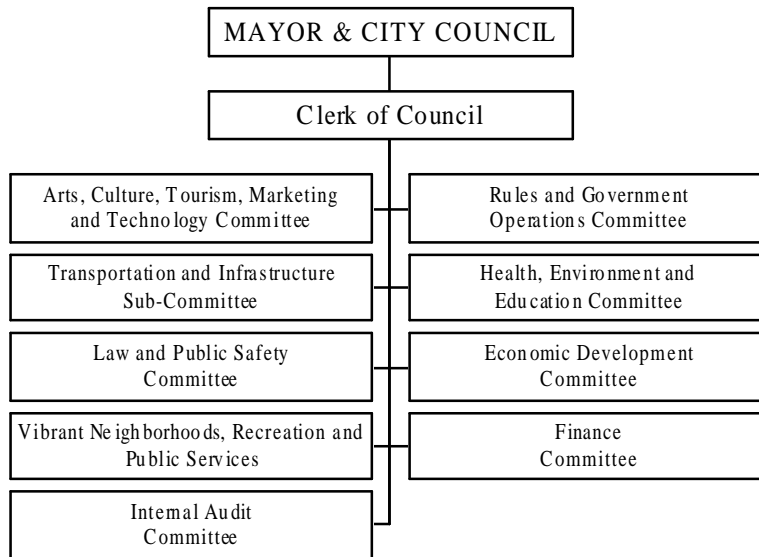 MAYOR & CITY COUNCIL
Clerk of Council
Arts, Culture, Tourism, Marketing
and Technology Committee
Rules and Government
Operations Committee
Transportation and Infrastructure
Sub-Committee
Health, Environment and
Education Committee
Law and Public Safety
Committee
Economic Development
Committee
Vibrant Neighborhoods, Recreation and
Public Services
Finance
Committee
Internal Audit
Committee